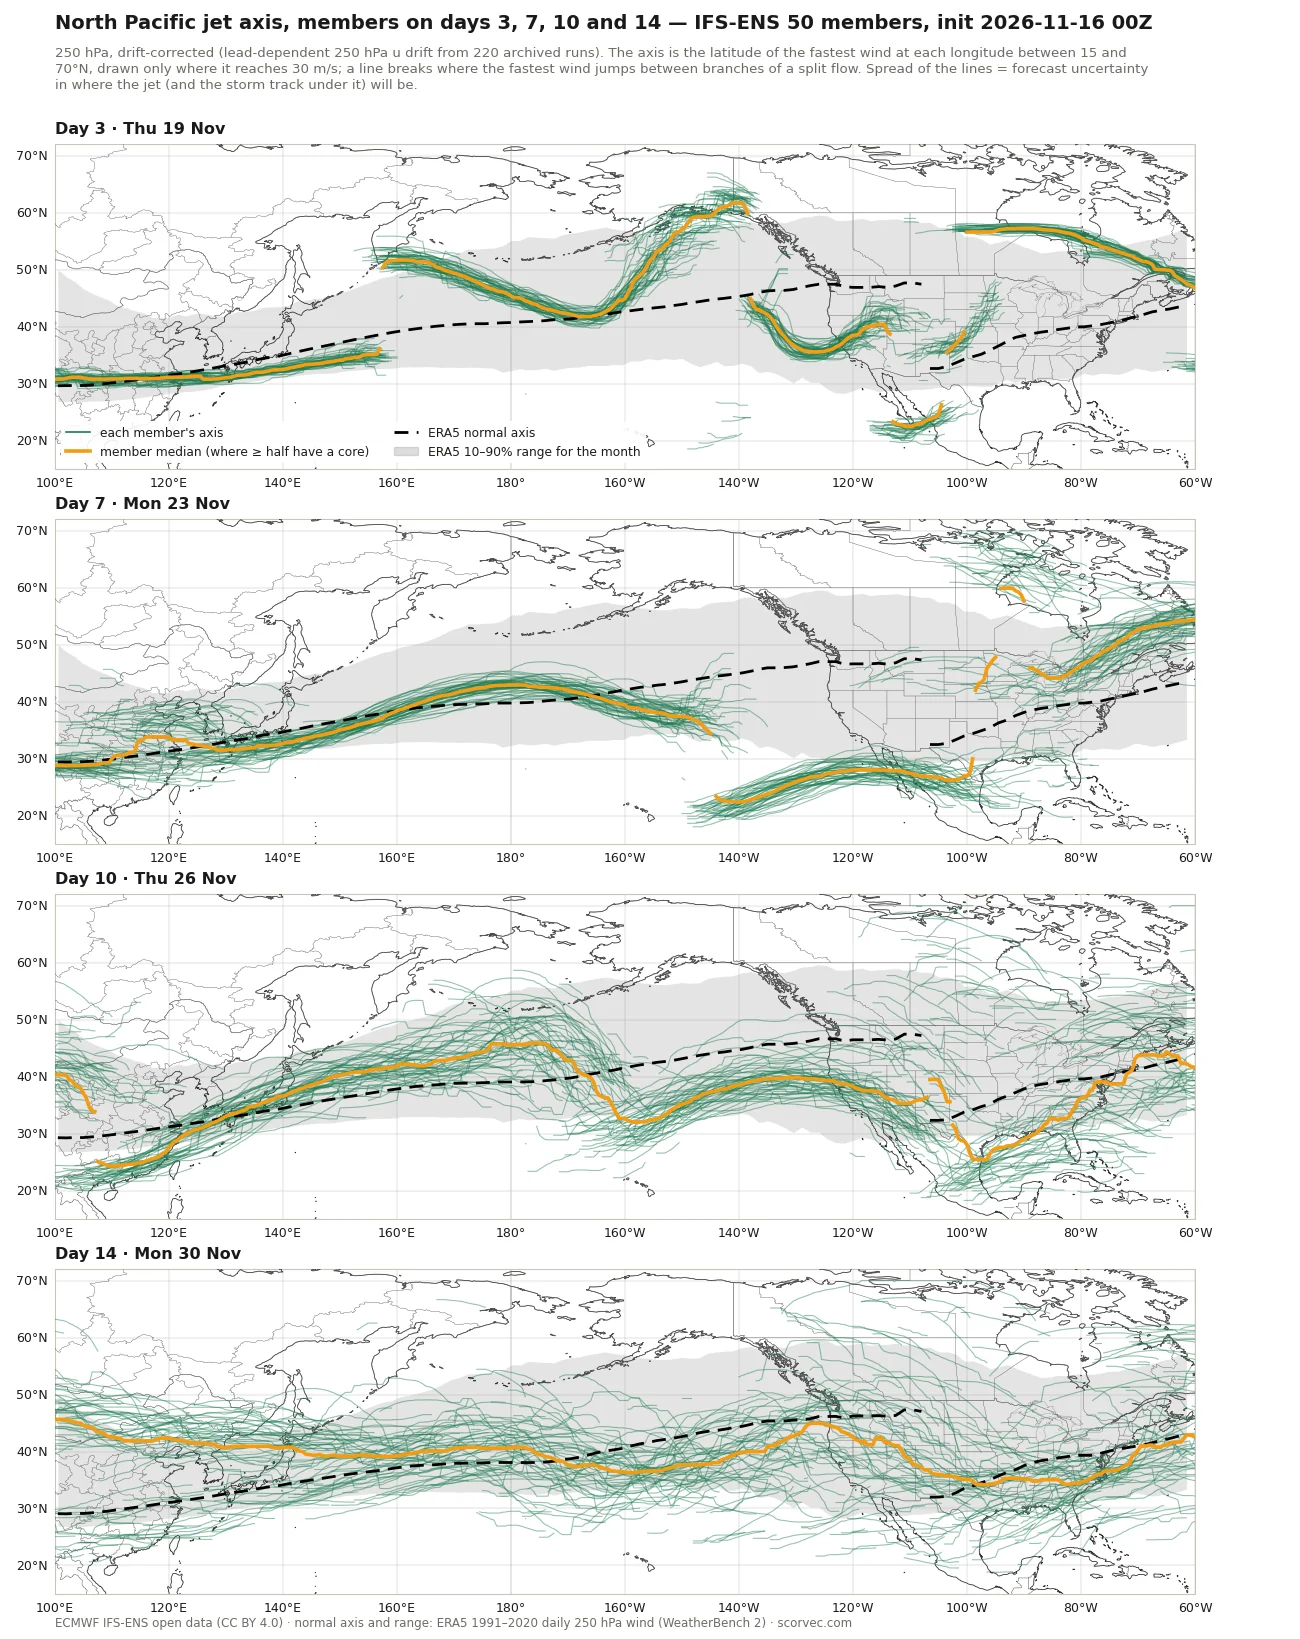 North Pacific jet axis, members on days 3, 7, 10 and 14 — IFS-ENS 50 members, init 2026-11-16 00Z
250 hPa, drift-corrected (lead-dependent 250 hPa u drift from 220 archived runs). The axis is the latitude of the fastest wind at each longitude between 15 and
70°N, drawn only where it reaches 30 m/s; a line breaks where the fastest wind jumps between branches of a split flow. Spread of the lines = forecast uncertainty
in where the jet (and the storm track under it) will be.
Day 3 · Thu 19 Nov
70°N
60°N
50°N
40°N
30°N
20°N
each member's axis
member median (where ≥ half have a core)
ERA5 normal axis
ERA5 10–90% range for the month
100°E 120°E 140°E 160°E 180° 160°W 140°W 120°W 100°W 80°W 60°W
Day 7 · Mon 23 Nov
70°N
60°N
50°N
40°N
30°N
20°N
100°E 120°E 140°E 160°E 180° 160°W 140°W 120°W 100°W 80°W 60°W
Day 10 · Thu 26 Nov
70°N
60°N
50°N
40°N
30°N
20°N
100°E 120°E 140°E 160°E 180° 160°W 140°W 120°W 100°W 80°W 60°W
Day 14 · Mon 30 Nov
70°N
60°N
50°N
40°N
30°N
20°N
100°E 120°E 140°E 160°E 180° 160°W 140°W 120°W 100°W 80°W 60°W
ECMWF IFS-ENS open data (CC BY 4.0) · normal axis and range: ERA5 1991–2020 daily 250 hPa wind (WeatherBench 2) · scorvec.com